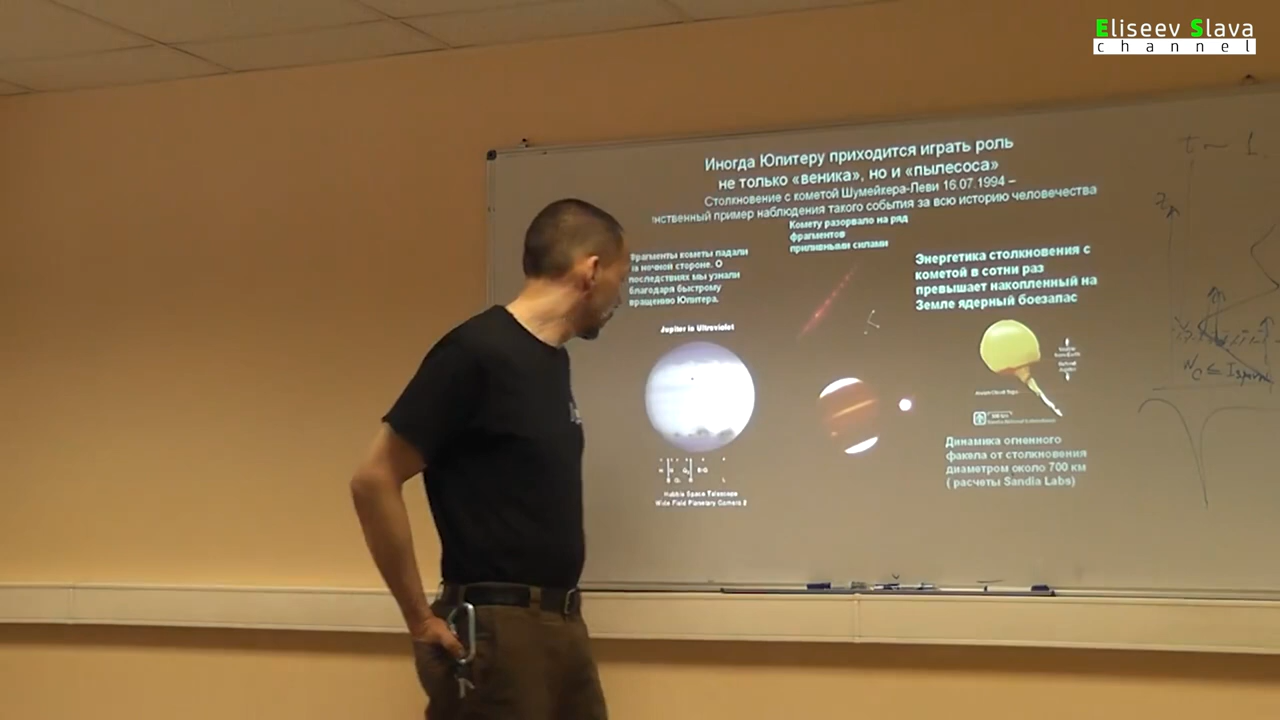 Eliseev Slava
channel
Иногда Юпитеру приходится играть роль
не только «веника», но и «пылесоса»
Столкновение с кометой Шумейкера-Леви 16.07.1994 –
нственный пример наблюдения такого события за всю историю человечества
Комету разорвало на ряд
фрагментов
приливными силами
Фрагменты кометы падали
на ночной стороне. О
последствиях мы узнали
благодаря быстрому
вращению Юпитера.
Энергетика столкновения с
кометой в сотни раз
превышает накопленный на
Земле ядерный боезапас
Jupiter in Ultraviolet
Hubble Space Telescope
Wide Field Planetary Camera 2
Динамика огненного
факела от столкновения
диаметром около 700 км
( расчеты Sandia Labs)